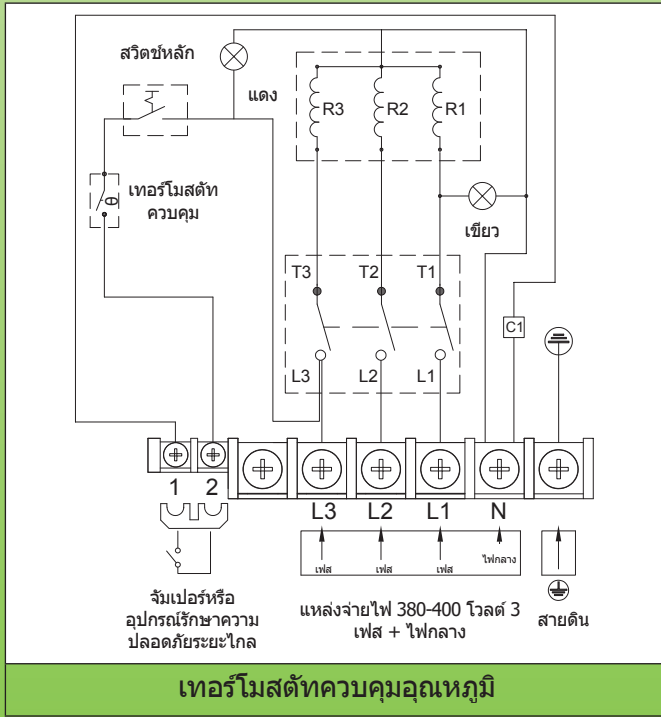 สวิตช์หลัก
แดง
R3 R2 R1
เทอร์โมสตัท
ควบคุม
θ
เขียว
T3 T2 T1
C1
L3 L2 L1
1 2 L3 L2 L1 N
เฟส เฟส เฟส ไฟกลาง
จัมเปอร์หรือ
อุปกรณ์รักษาความ
ปลอดภัยระยะไกล
แหล่งจ่ายไฟ 380-400 โวลต์ 3
เฟส + ไฟกลาง
สายดิน
เทอร์โมสตัทควบคุมอุณหภูมิ